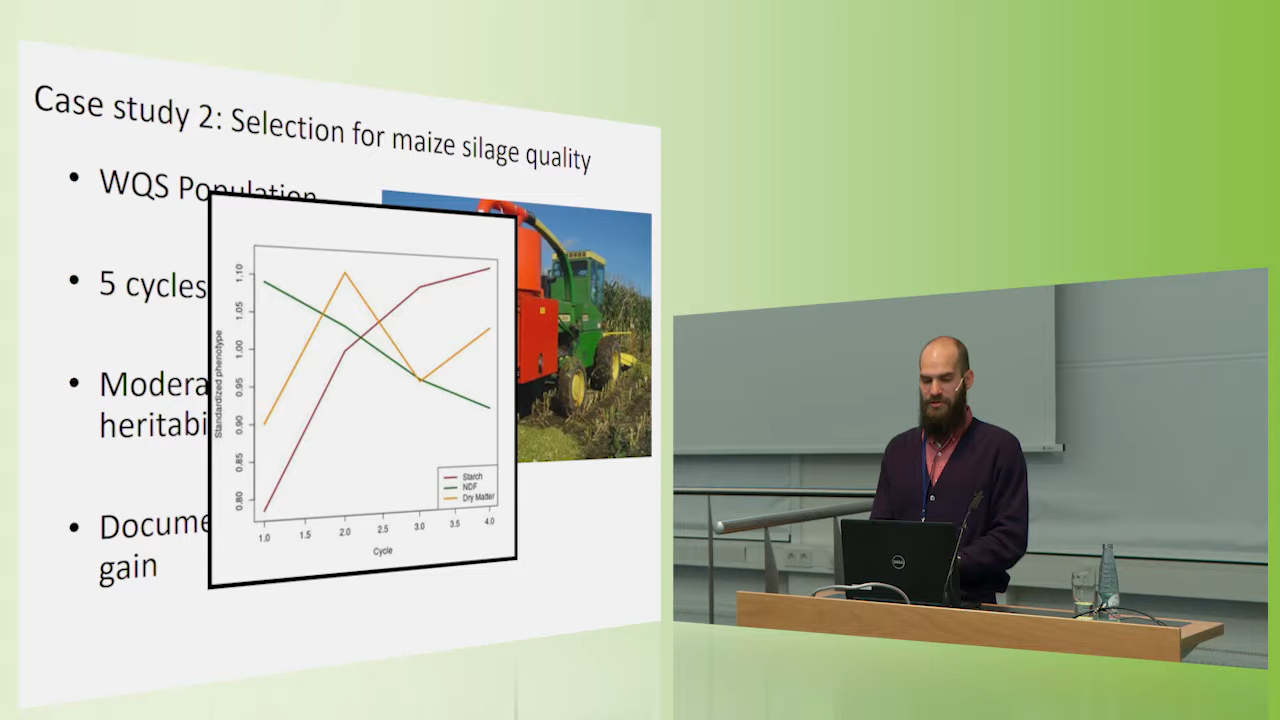 Case study 2: Selection for maize silage quality
• WQS Population
• 5 cycles
• Modera
heritabi
• Docume
gain
Standardized phenotype
1.10
1.05
1.00
0.95
0.90
0.85
0.80
1.0 1.5 2.0 2.5 3.0 3.5 4.0
Cycle
Starch
NDF
Dry Matter
DELL